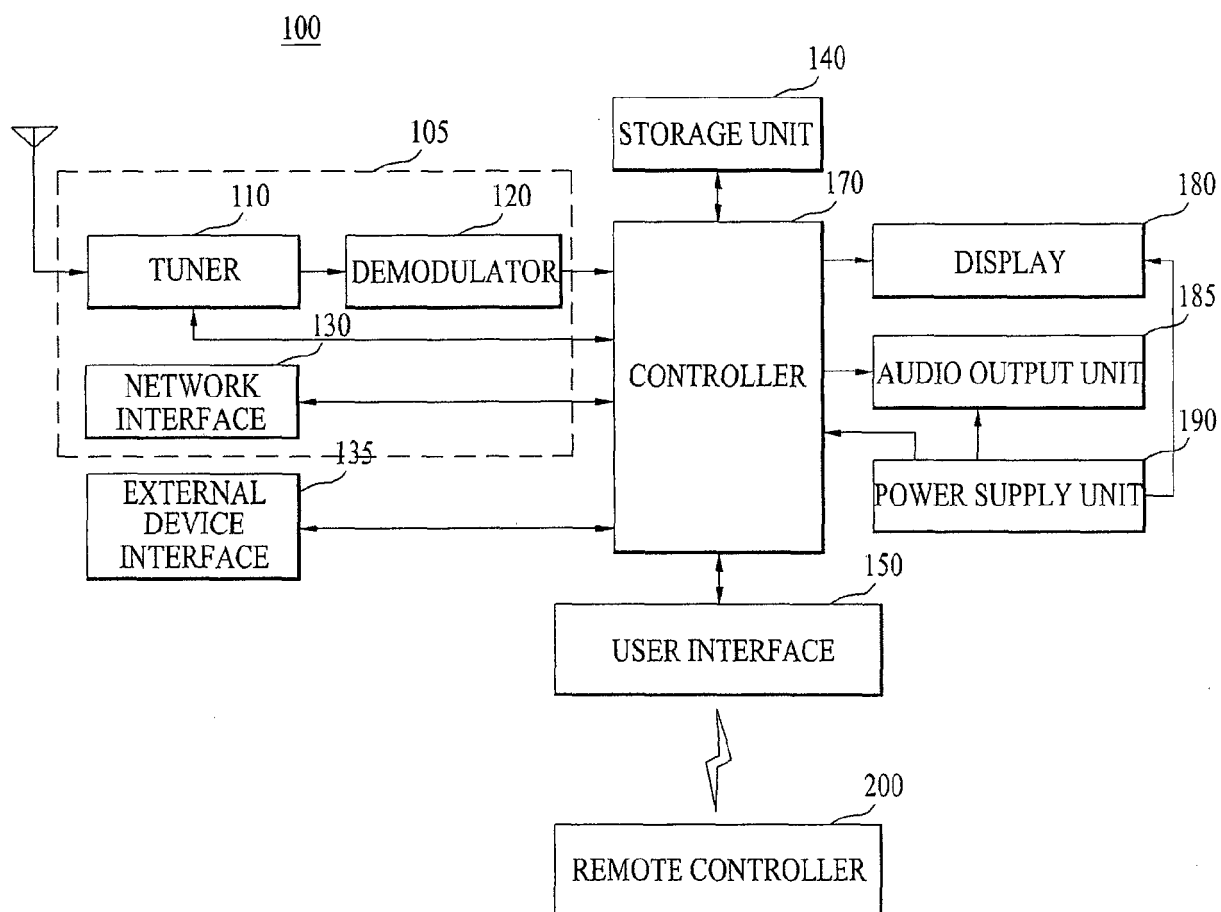 100
140
STORAGE UNIT
105
110
TUNER
120
DEMODULATOR
170
CONTROLLER
180
DISPLAY
185
AUDIO OUTPUT UNIT
190
POWER SUPPLY UNIT
130
NETWORK
INTERFACE
135
EXTERNAL
DEVICE
INTERFACE
150
USER INTERFACE
200
REMOTE CONTROLLER